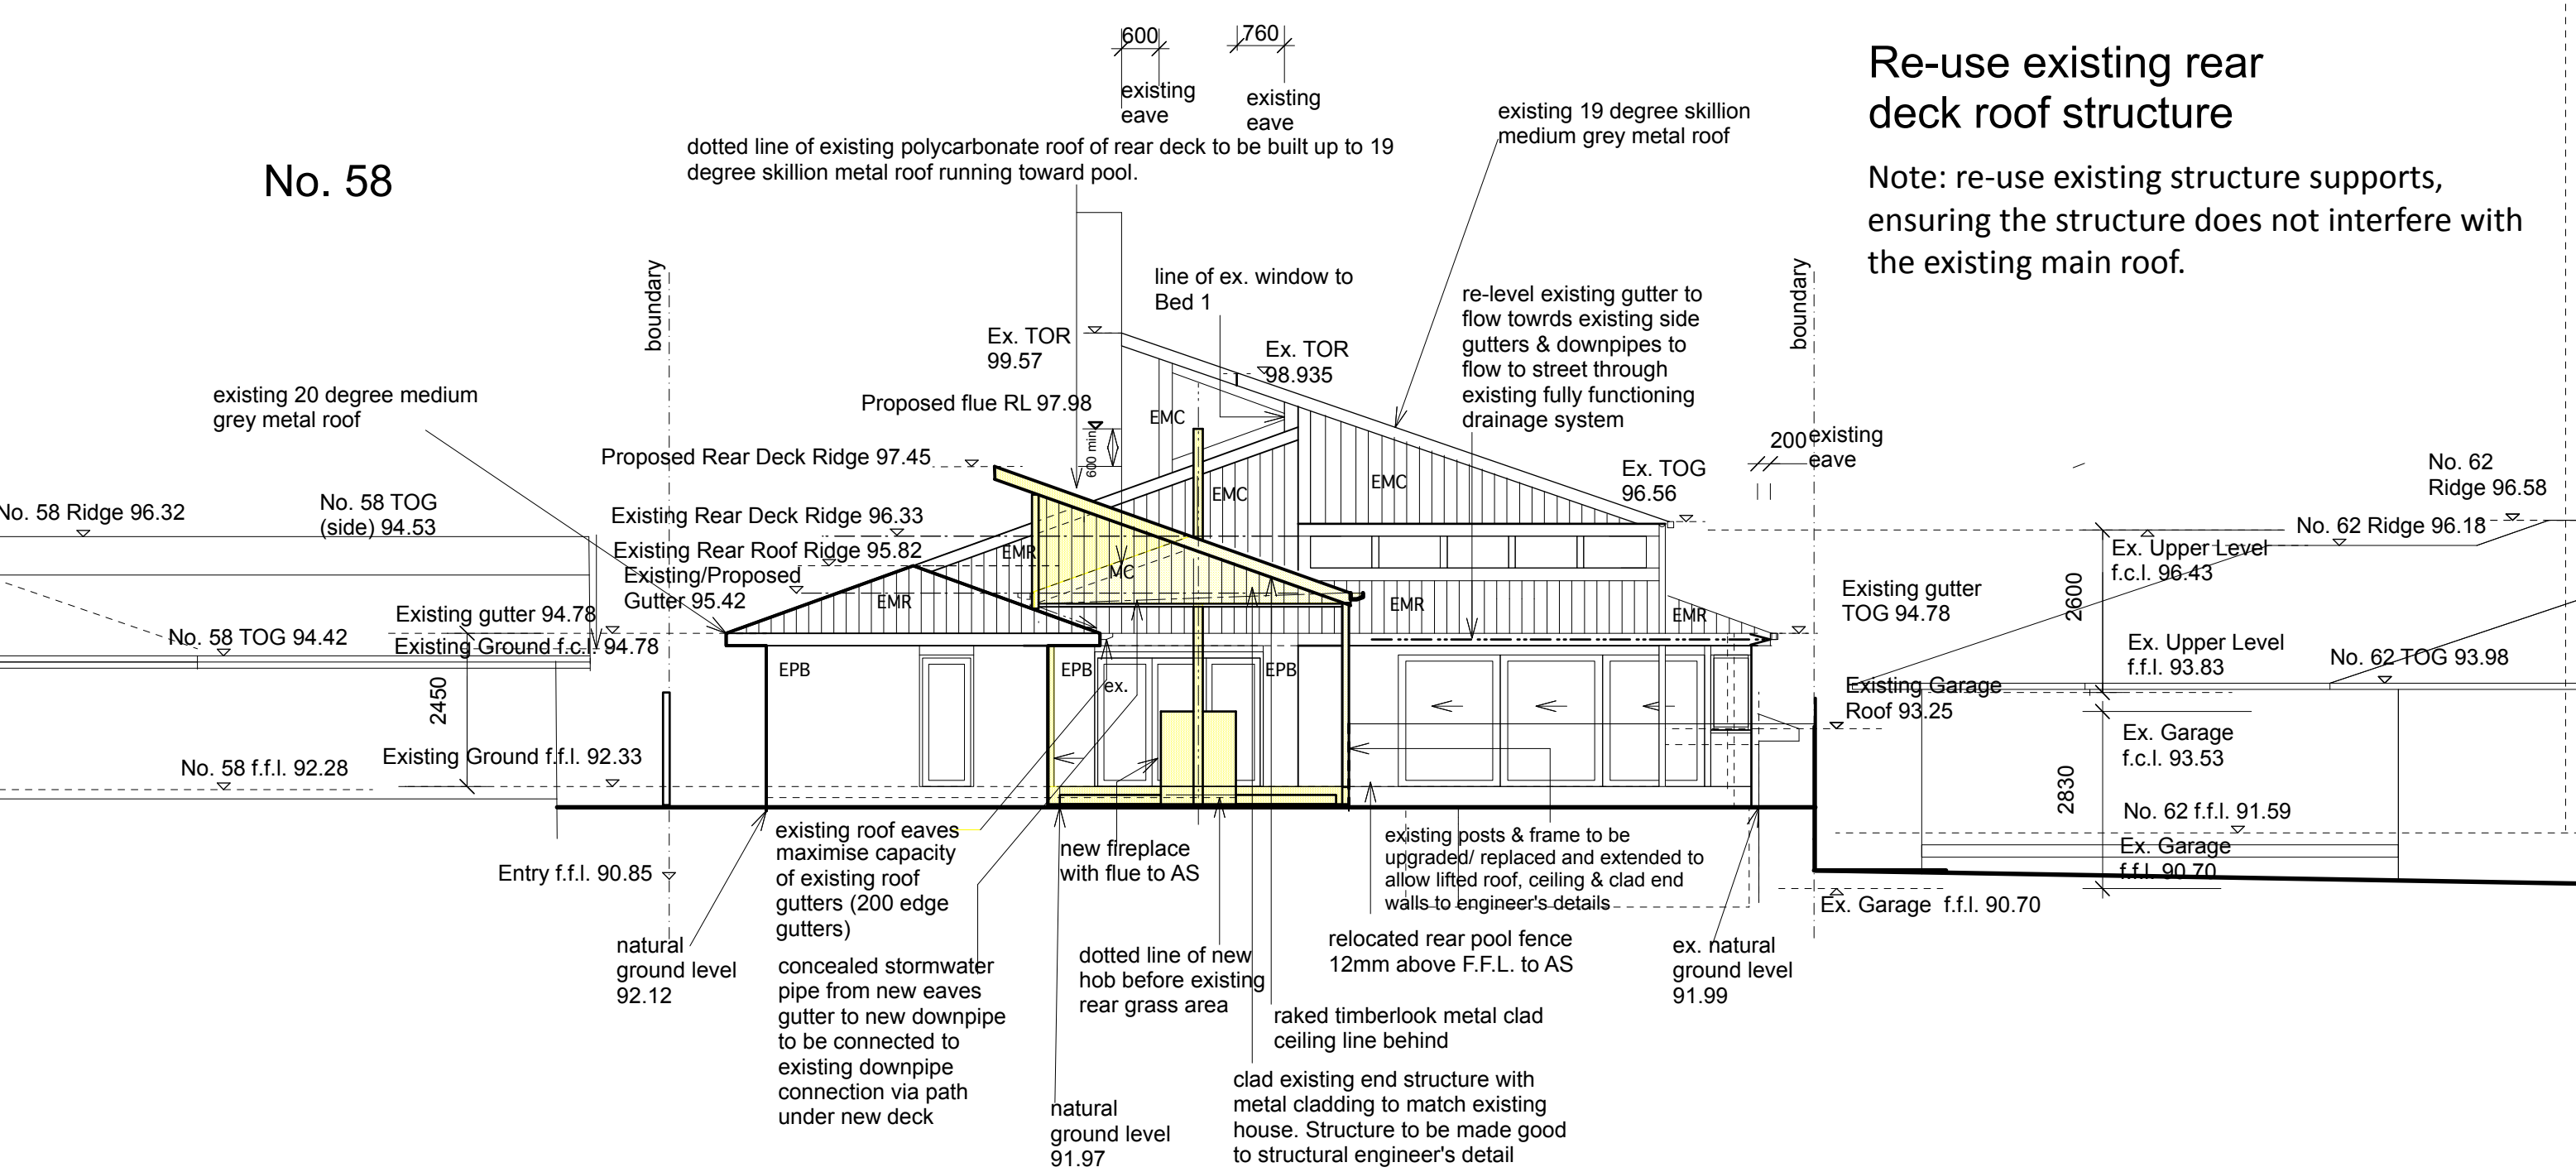 600
760
existing
eave
existing
eave
Re-use existing rear
deck roof structure
Note: re-use existing structure supports,
ensuring the structure does not interfere with
the existing main roof.
No. 58
dotted line of existing polycarbonate roof of rear deck to be built up to 19
degree skillion metal roof running toward pool.
existing 19 degree skillion
medium grey metal roof
boundary
line of ex. window to
Bed 1
re-level existing gutter to
flow towrds existing side
gutters & downpipes to
flow to street through
existing fully functioning
drainage system
boundary
Ex. TOR
99.57
Ex. TOR
98.935
existing 20 degree medium
grey metal roof
Proposed flue RL 97.98
600 min
EMC
Proposed Rear Deck Ridge 97.45
200
existing
eave
Ex. TOG
96.56
EMC
EMC
No. 62
Ridge 96.58
No. 58 Ridge 96.32
No. 58 TOG
(side) 94.53
Existing Rear Deck Ridge 96.33
No. 62 Ridge 96.18
Existing Rear Roof Ridge 95.82
EMR
MC
Ex. Upper Level
f.c.l. 96.43
Existing/Proposed
Gutter 95.42
EMR
EMR
EMR
Existing gutter
TOG 94.78
2600
Existing gutter 94.78
No. 58 TOG 94.42
Existing Ground f.c.l. 94.78
EPB
EPB
ex.
EPB
Ex. Upper Level
f.f.l. 93.83
No. 62 TOG 93.98
2450
Existing Garage
Roof 93.25
Ex. Garage
f.c.l. 93.53
No. 58 f.f.l. 92.28
Existing Ground f.f.l. 92.33
2830
No. 62 f.f.l. 91.59
Ex. Garage
f.f.l. 90.70
Entry f.f.l. 90.85
existing roof eaves
maximise capacity
of existing roof
gutters (200 edge
gutters)
new fireplace
with flue to AS
existing posts & frame to be
upgraded/ replaced and extended to
allow lifted roof, ceiling & clad end
walls to engineer's details
Ex. Garage f.f.l. 90.70
natural
ground level
92.12
concealed stormwater
pipe from new eaves
gutter to new downpipe
to be connected to
existing downpipe
connection via path
under new deck
dotted line of new
hob before existing
rear grass area
relocated rear pool fence
12mm above F.F.L. to AS
ex. natural
ground level
91.99
raked timberlook metal clad
ceiling line behind
natural
ground level
91.97
clad existing end structure with
metal cladding to match existing
house. Structure to be made good
to structural engineer's detail